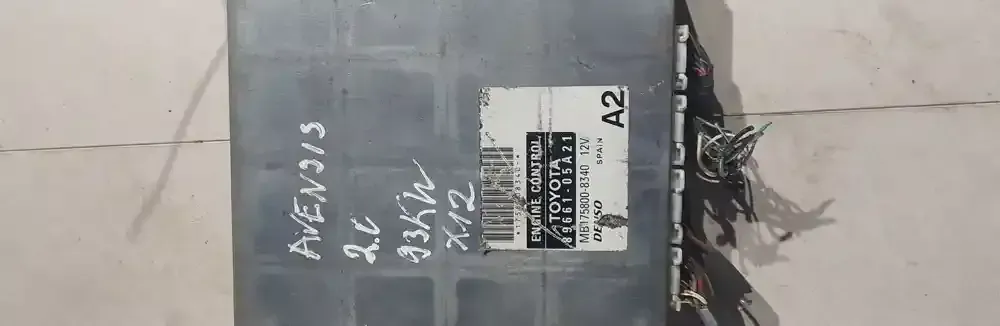 AVENSIS
2.0
93KW
X12
ENGINE CONTROL
TOYOTA
89661-05A21
MB175800-8340 12V
DENSO
SPAIN
A2